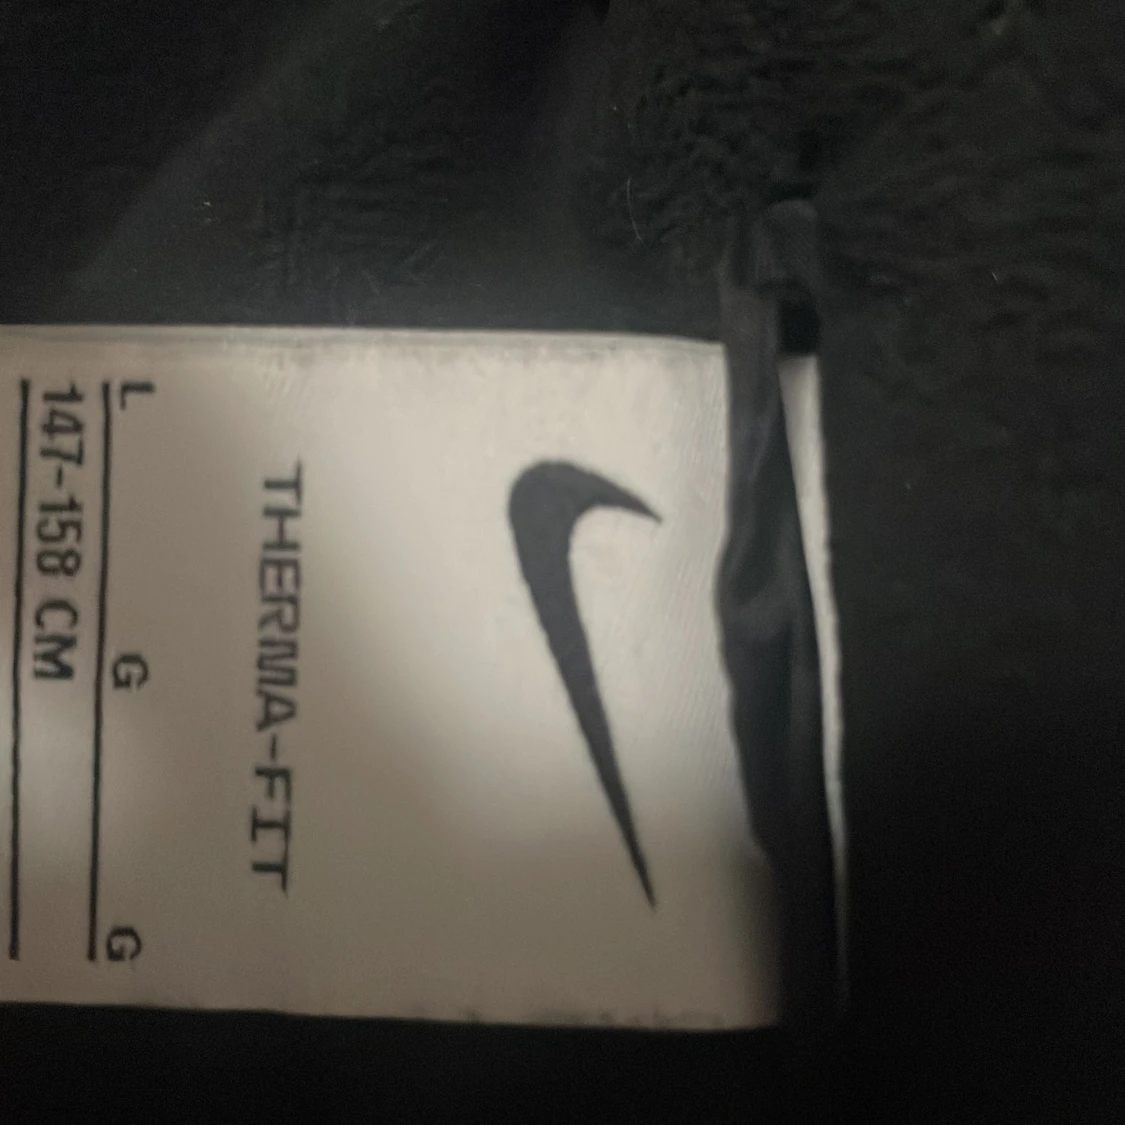 THERMA-FIT
L G G
147-158 CM